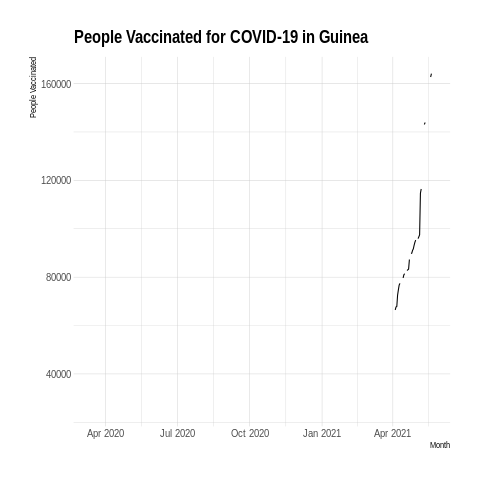 People Vaccinated for COVID-19 in Guinea
People Vaccinated
160000
120000
80000
40000
Apr 2020 Jul 2020 Oct 2020 Jan 2021 Apr 2021
Month